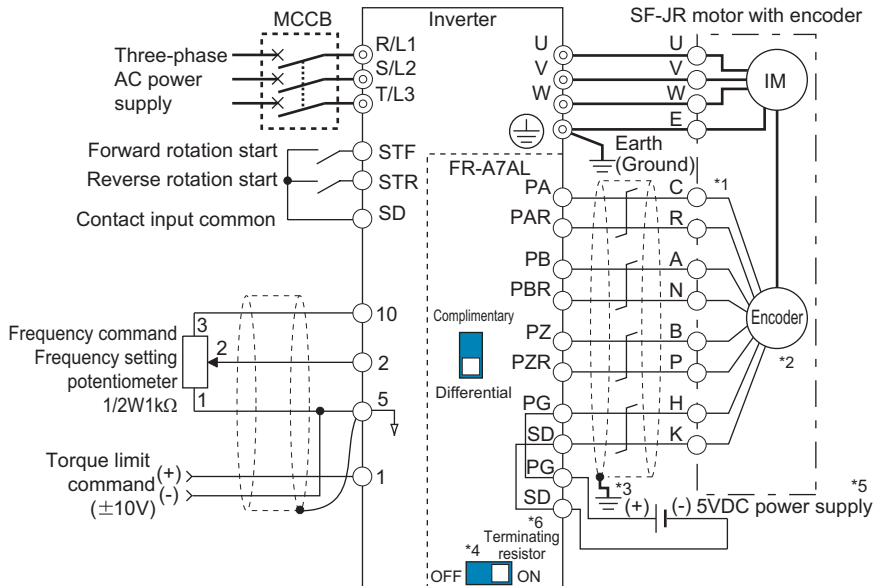 MCCB
Inverter
SF-JR motor with encoder
Three-phase
AC power
supply
R/L1
S/L2
T/L3
U
V
W
U
V
W
E
IM
Earth
(Ground)
Forward rotation start
Reverse rotation start
Contact input common
STF
STR
SD
FR-A7AL
PA
PAR
PB
PBR
PZ
PZR
PG
SD
PG
SD
C
*1
R
A
N
B
P
H
K
Encoder
*2
Complimentary
Differential
Frequency command
Frequency setting
potentiometer
1/2W1kΩ
3
2
1
10
2
5
1
Torque limit
command
(±10V)
(+)
(-)
*3
(+)
(-)
5VDC power supply
*5
*6
*4
Terminating
resistor
OFF
ON